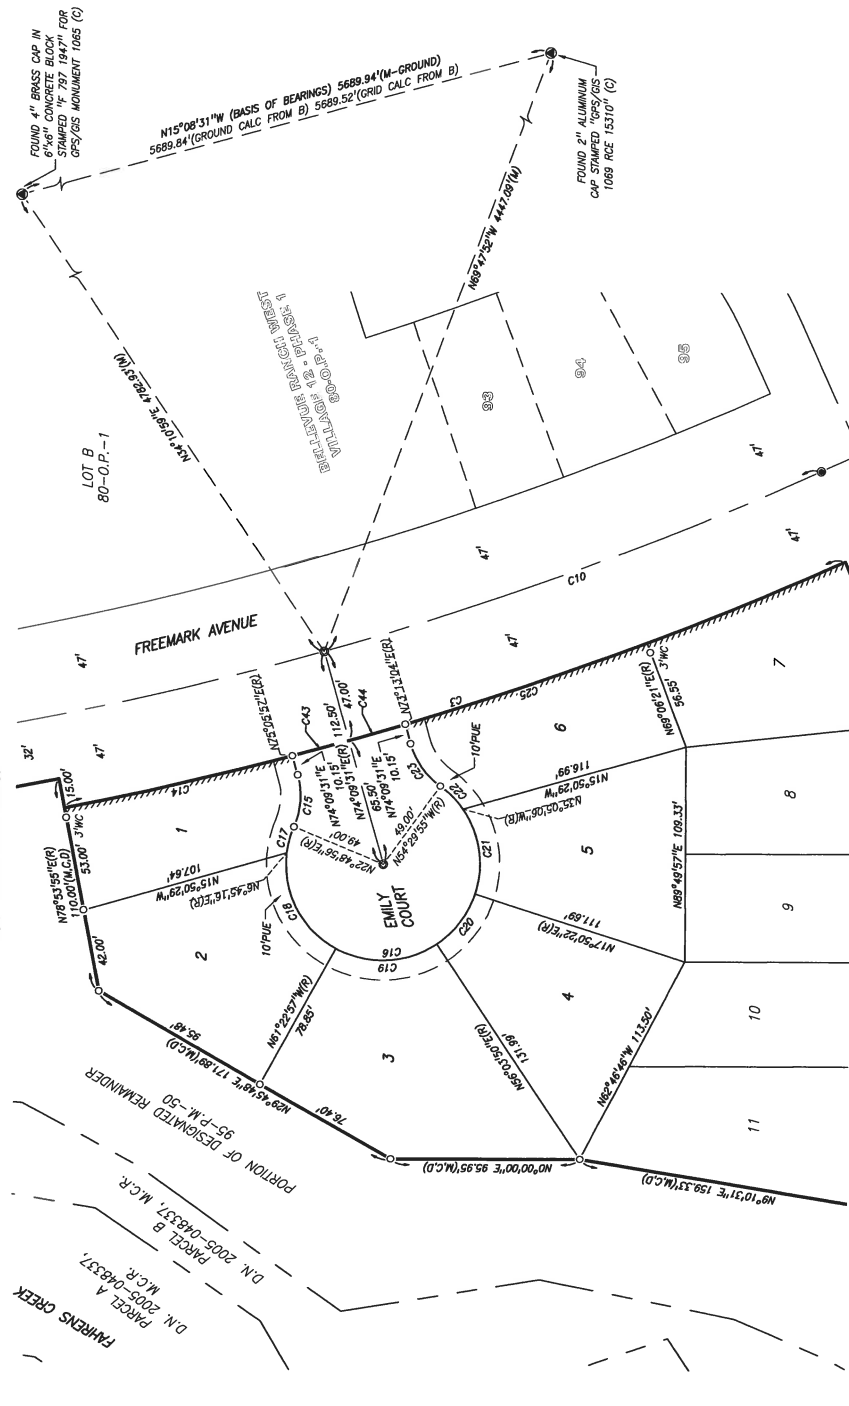 FOUND 4" BRASS CAP IN
6"x6" CONCRETE BLOCK
STAMPED "F 797 1947" FOR
GPS/GIS MONUMENT 1065 (C)
N15°08'31"W (BASIS OF BEARINGS) 5689.94'(M-GROUND)
5689.84'(GROUND CALC FROM B) 5689.52'(GRID CALC FROM B)
FOUND 2" ALUMINUM
CAP STAMPED "GPS/GIS
1069 RCE 15310" (C)
N69°47'52"W 4447.09'(M)
N34°10'59"E 4782.93'(M)
LOT B
80-O.P.-1
BELLEVUE RANCH WEST
VILLAGE 12 - PHASE 1
80-O.P.-1
93
94
95
47'
47'
47'
C10
FREEMARK AVENUE
47'
47'
32'
47'
N75°05'57"E(R)
C43
112.50'
47.00'
C44
N73°13'04"E(R)
C3
C25
N69°06'21"E(R)
3'WC
56.55'
7
15.00'
C14
3'WC
N78°53'55"E(R)
110.00'(M,C,D)
53.00'
42.00'
1
107.64'
N15°50'29"W
N6°45'16"E(R)
C15
C17
N74°09'31"E
10.15'
N74°09'31"E
65.50'
N74°09'31"E
10.15'
C23
10'PUE
6
C22
49.00'
N22°48'56"E(R)
49.00'
N54°29'55"W(R)
N35°05'06"W(R)
116.99'
N15°50'29"W
C21
5
EMILY
COURT
C18
10'PUE
2
C16
C19
C20
N17°50'22"E(R)
111.69'
N89°49'57"E 109.33'
8
9
N61°22'57"W(R)
78.85'
3
4
N56°03'50"E(R)
131.99'
N62°46'46"W 113.50'
10
11
95.48'
N29°45'48"E 171.89'(M,C,D)
76.40'
N0°00'00"E 95.95'(M,C,D)
N9°10'31"E 159.33'(M,C,D)
PORTION OF DESIGNATED REMAINDER
95-P.M.-50
PARCEL B
D.N. 2005-048337, M.C.R.
PARCEL A
D.N. 2005-048337,
M.C.R.
FAHRENS CREEK